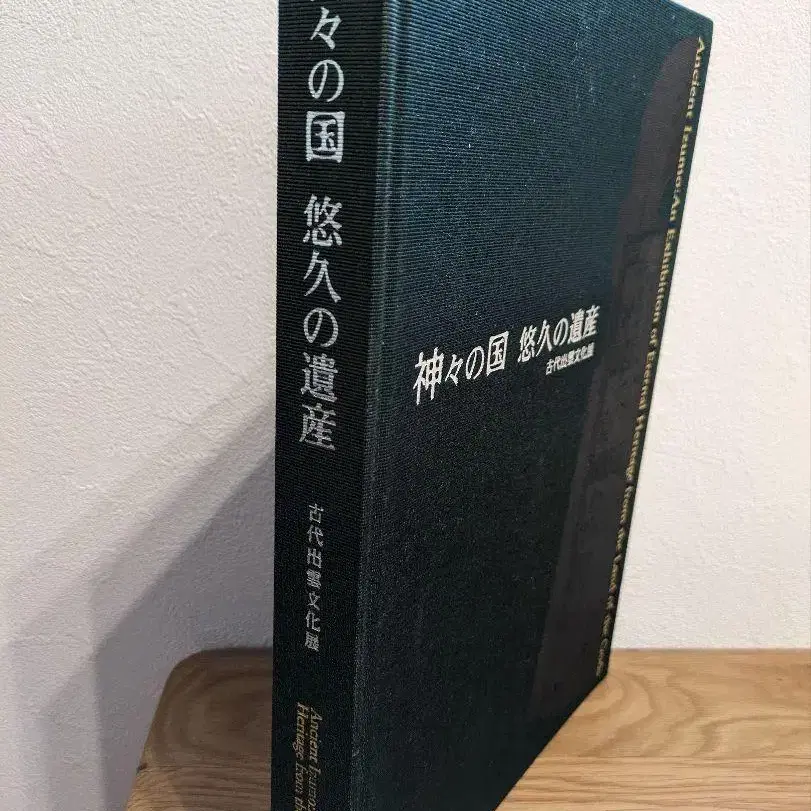 々の国 悠久の遺産
古代出雲文化展
Ancient Izumo:
Heritage from th
神々の国 悠久の遺産
古代出雲文化展
Ancient Izumo: An Exhibition of Eternal Heritage from the Land of the Gods